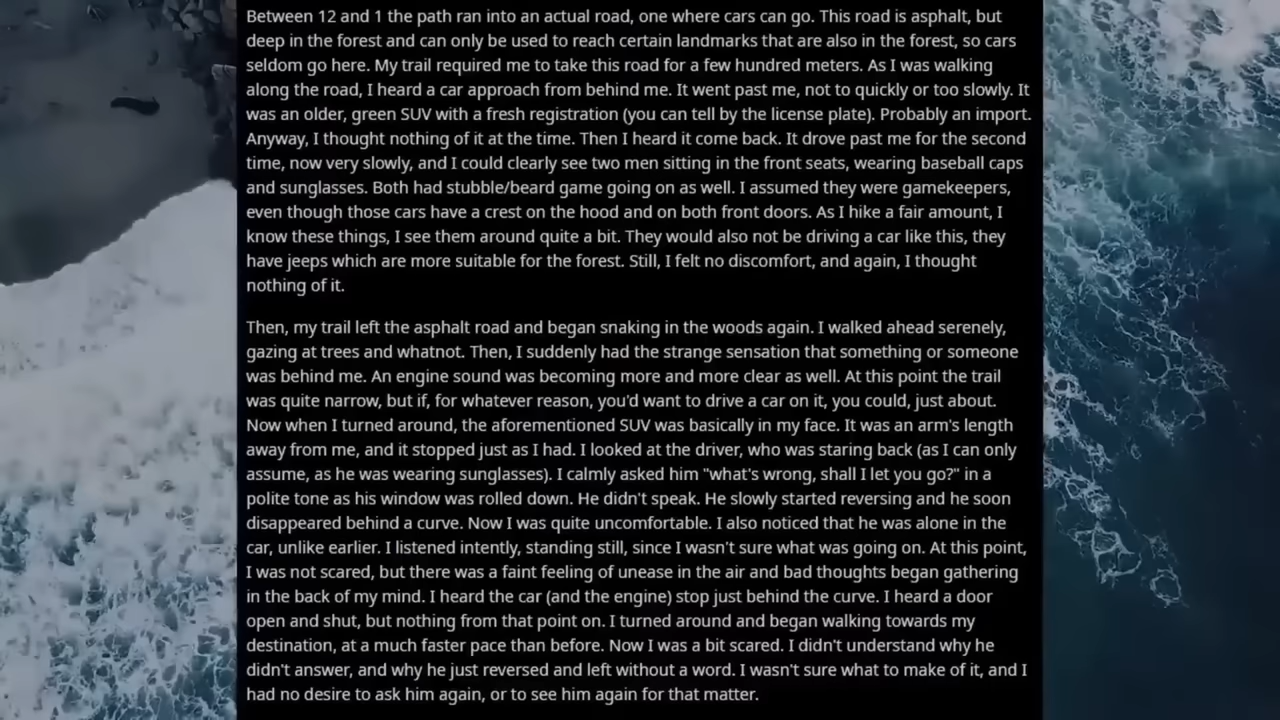 Between 12 and 1 the path ran into an actual road, one where cars can go. This road is asphalt, but
deep in the forest and can only be used to reach certain landmarks that are also in the forest, so cars
seldom go here. My trail required me to take this road for a few hundred meters. As I was walking
along the road, I heard a car approach from behind me. It went past me, not to quickly or too slowly. It
was an older, green SUV with a fresh registration (you can tell by the license plate). Probably an import.
Anyway, I thought nothing of it at the time. Then I heard it come back. It drove past me for the second
time, now very slowly, and I could clearly see two men sitting in the front seats, wearing baseball caps
and sunglasses. Both had stubble/beard game going on as well. I assumed they were gamekeepers,
even though those cars have a crest on the hood and on both front doors. As I hike a fair amount, I
know these things, I see them around quite a bit. They would also not be driving a car like this, they
have jeeps which are more suitable for the forest. Still, I felt no discomfort, and again, I thought
nothing of it.
Then, my trail left the asphalt road and began snaking in the woods again. I walked ahead serenely,
gazing at trees and whatnot. Then, I suddenly had the strange sensation that something or someone
was behind me. An engine sound was becoming more and more clear as well. At this point the trail
was quite narrow, but if, for whatever reason, you'd want to drive a car on it, you could, just about.
Now when I turned around, the aforementioned SUV was basically in my face. It was an arm's length
away from me, and it stopped just as I had. I looked at the driver, who was staring back (as I can only
assume, as he was wearing sunglasses). I calmly asked him "what's wrong, shall I let you go?" in a
polite tone as his window was rolled down. He didn't speak. He slowly started reversing and he soon
disappeared behind a curve. Now I was quite uncomfortable. I also noticed that he was alone in the
car, unlike earlier. I listened intently, standing still, since I wasn't sure what was going on. At this point,
I was not scared, but there was a faint feeling of unease in the air and bad thoughts began gathering
in the back of my mind. I heard the car (and the engine) stop just behind the curve. I heard a door
open and shut, but nothing from that point on. I turned around and began walking towards my
destination, at a much faster pace than before. Now I was a bit scared. I didn't understand why he
didn't answer, and why he just reversed and left without a word. I wasn't sure what to make of it, and I
had no desire to ask him again, or to see him again for that matter.